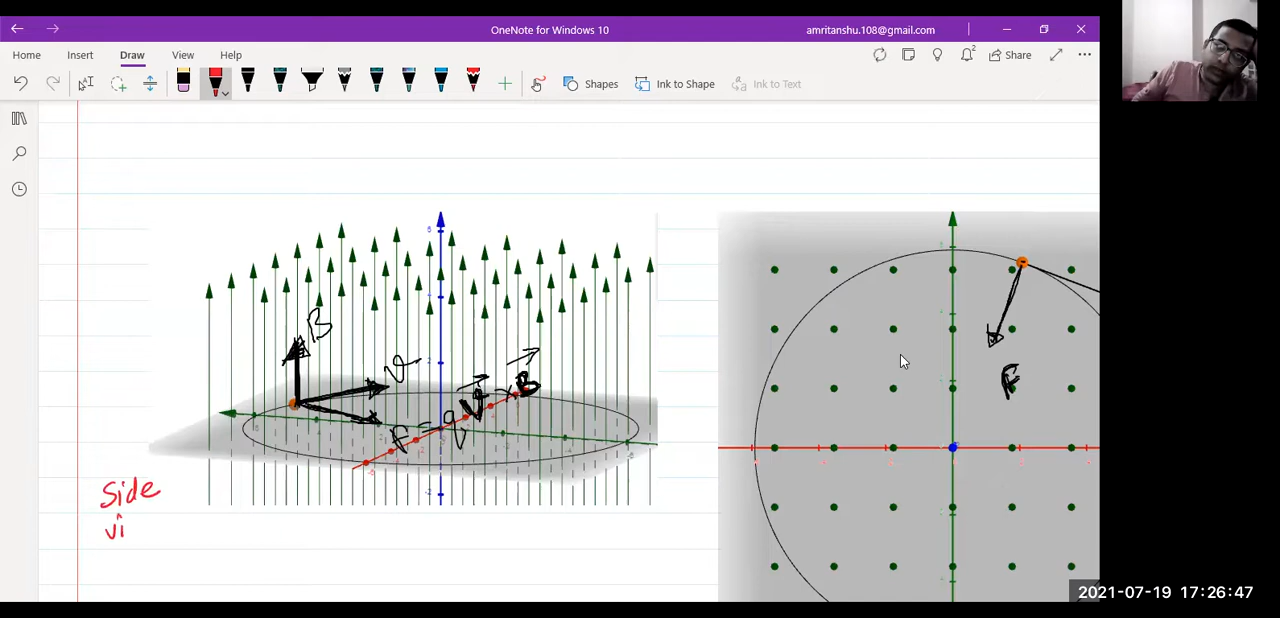 OneNote for Windows 10
amritanshu.108@gmail.com
Home Insert Draw View Help
Share
Shapes
Ink to Shape
Ink to Text
B
v
F = qv × B
F
Side
vi
2021-07-19 17:26:47